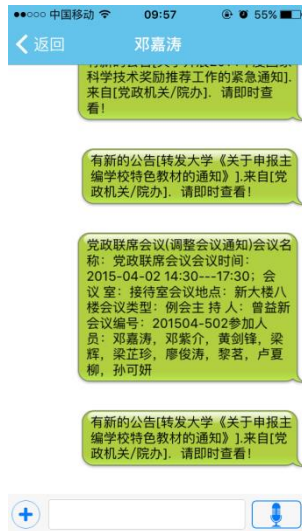 中国移动 09:57 55%
返回 邓嘉涛
科学技术奖励推荐工作的紧急通知].
来自[党政机关/院办]. 请即时查
看!
有新的公告[转发大学《关于申报主
编学校特色教材的通知》].来自[党
政机关/院办]. 请即时查看!
党政联席会议(调整会议通知)会议名
称: 党政联席会议会议时间:
2015-04-02 14:30---17:30; 会
议 室: 接待室会议地点: 新大楼八
楼会议类型: 例会主 持 人: 曾益新
会议编号: 201504-502参加人
员: 邓嘉涛, 邓紫介, 黄剑锋, 梁
辉, 梁芷珍, 廖俊涛, 黎茗, 卢夏
柳, 孙可妍
有新的公告[转发大学《关于申报主
编学校特色教材的通知》].来自[党
政机关/院办]. 请即时查看!